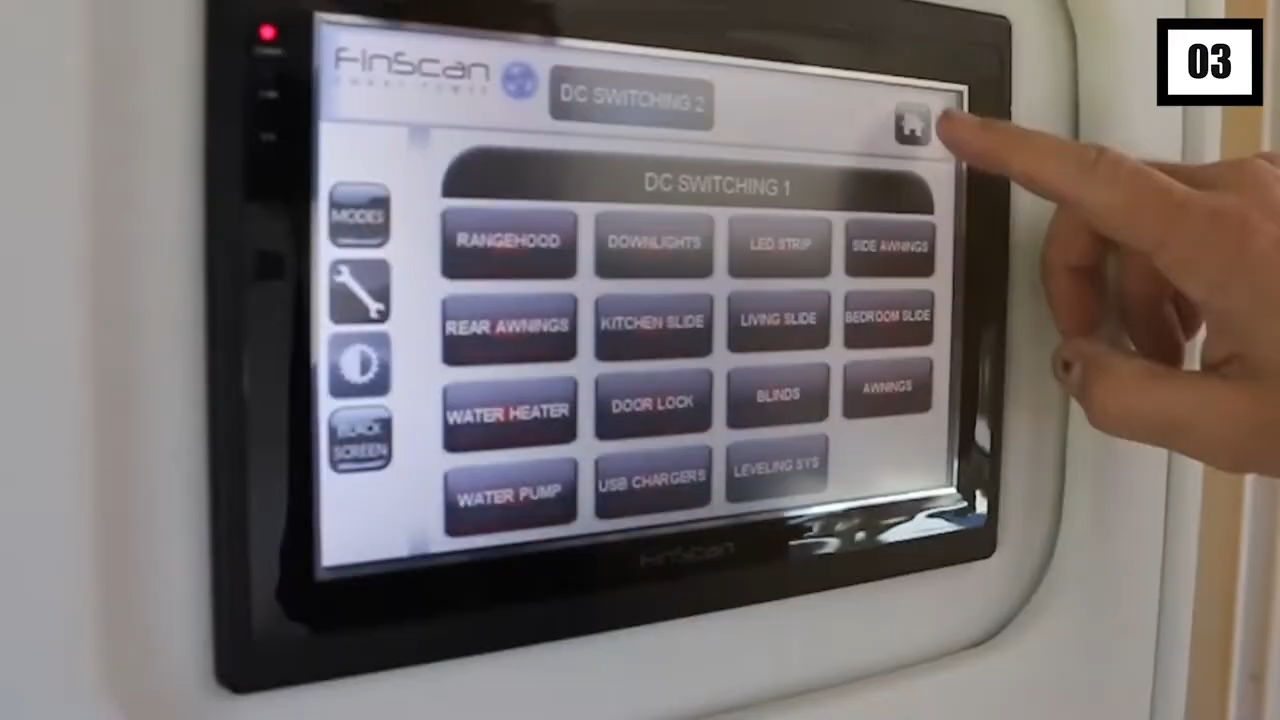 03
FinScan
DC SWITCHING 2
DC SWITCHING 1
MODES
RANGEHOOD DOWNLIGHTS LED STRIP SIDE AWNINGS
REAR AWNINGS KITCHEN SLIDE LIVING SLIDE BEDROOM SLIDE
WATER HEATER DOOR LOCK BLINDS AWNINGS
BLACK
SCREEN
WATER PUMP USB CHARGERS LEVELING SYS
FinScan